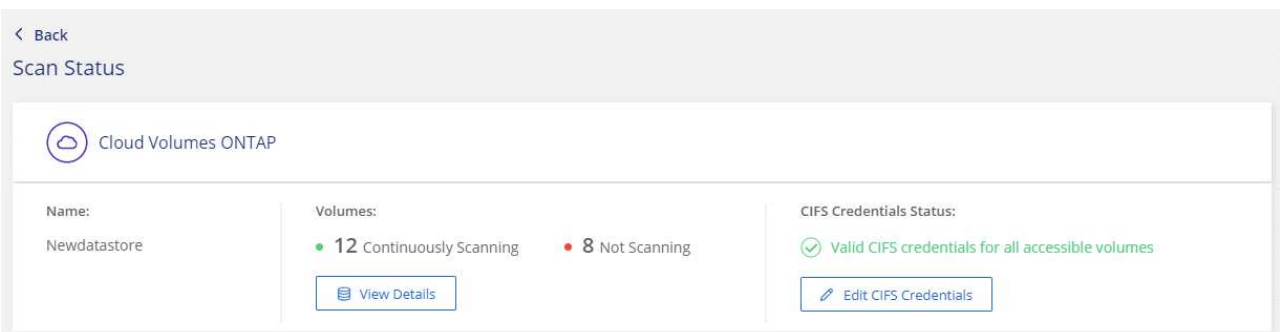 Back
Scan Status
Cloud Volumes ONTAP
Name:
Newdatastore
Volumes:
12 Continuously Scanning
8 Not Scanning
View Details
CIFS Credentials Status:
Valid CIFS credentials for all accessible volumes
Edit CIFS Credentials